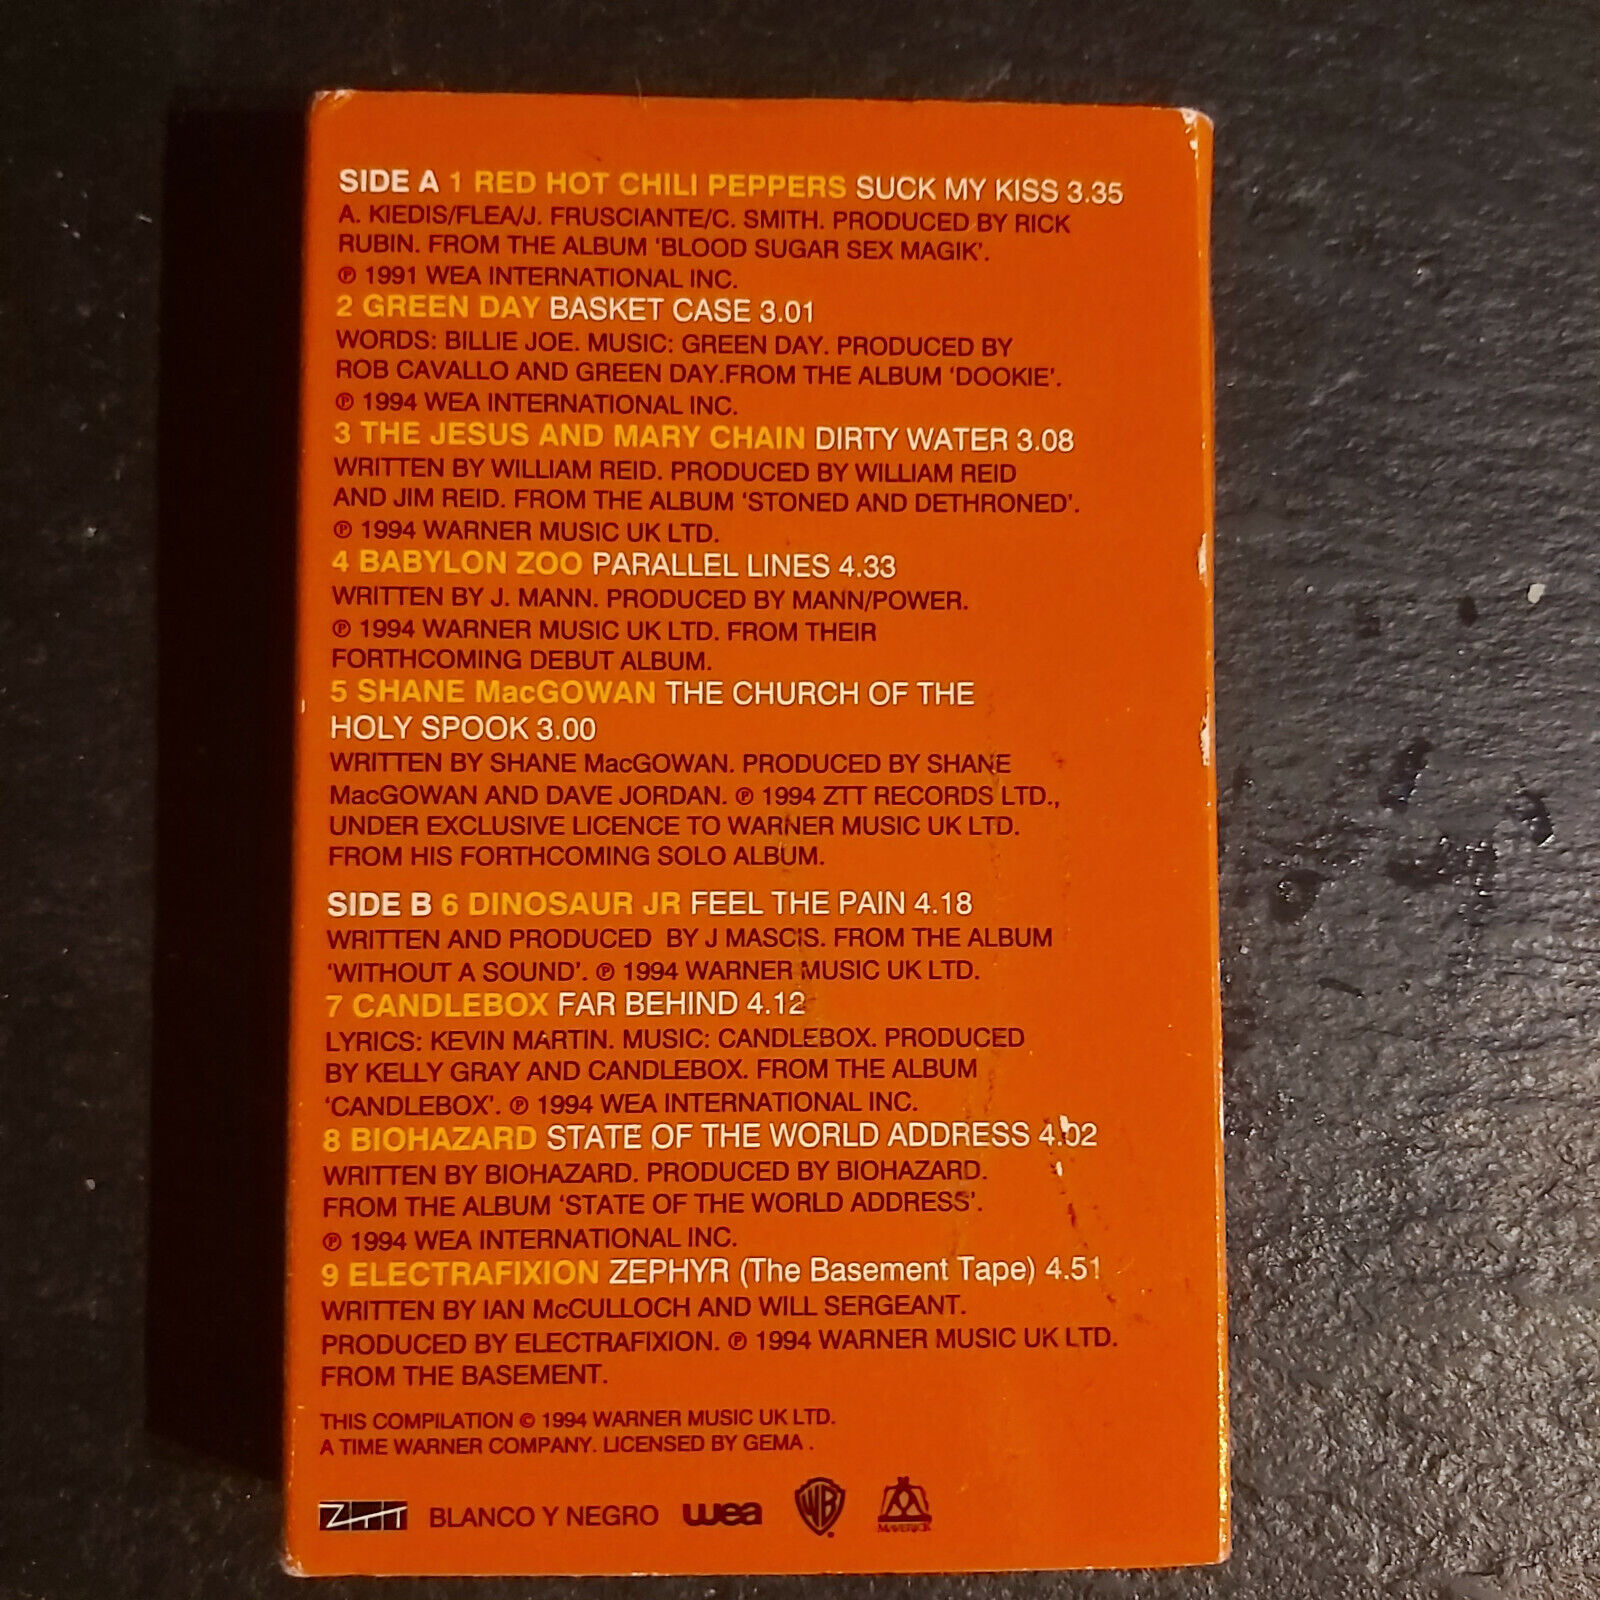 SIDE A 1 RED HOT CHILI PEPPERS SUCK MY KISS 3.35
A. KIEDIS/FLEA/J. FRUSCIANTE/C. SMITH. PRODUCED BY RICK
RUBIN. FROM THE ALBUM 'BLOOD SUGAR SEX MAGIK'.
℗ 1991 WEA INTERNATIONAL INC.
2 GREEN DAY BASKET CASE 3.01
WORDS: BILLIE JOE. MUSIC: GREEN DAY. PRODUCED BY
ROB CAVALLO AND GREEN DAY.FROM THE ALBUM 'DOOKIE'.
℗ 1994 WEA INTERNATIONAL INC.
3 THE JESUS AND MARY CHAIN DIRTY WATER 3.08
WRITTEN BY WILLIAM REID. PRODUCED BY WILLIAM REID
AND JIM REID. FROM THE ALBUM 'STONED AND DETHRONED'.
℗ 1994 WARNER MUSIC UK LTD.
4 BABYLON ZOO PARALLEL LINES 4.33
WRITTEN BY J. MANN. PRODUCED BY MANN/POWER.
℗ 1994 WARNER MUSIC UK LTD. FROM THEIR
FORTHCOMING DEBUT ALBUM.
5 SHANE MacGOWAN THE CHURCH OF THE
HOLY SPOOK 3.00
WRITTEN BY SHANE MacGOWAN. PRODUCED BY SHANE
MacGOWAN AND DAVE JORDAN. ℗ 1994 ZTT RECORDS LTD.,
UNDER EXCLUSIVE LICENCE TO WARNER MUSIC UK LTD.
FROM HIS FORTHCOMING SOLO ALBUM.
SIDE B 6 DINOSAUR JR FEEL THE PAIN 4.18
WRITTEN AND PRODUCED BY J MASCIS. FROM THE ALBUM
'WITHOUT A SOUND'. ℗ 1994 WARNER MUSIC UK LTD.
7 CANDLEBOX FAR BEHIND 4.12
LYRICS: KEVIN MARTIN. MUSIC: CANDLEBOX. PRODUCED
BY KELLY GRAY AND CANDLEBOX. FROM THE ALBUM
'CANDLEBOX'. ℗ 1994 WEA INTERNATIONAL INC.
8 BIOHAZARD STATE OF THE WORLD ADDRESS 4.02
WRITTEN BY BIOHAZARD. PRODUCED BY BIOHAZARD.
FROM THE ALBUM 'STATE OF THE WORLD ADDRESS'.
℗ 1994 WEA INTERNATIONAL INC.
9 ELECTRAFIXION ZEPHYR (The Basement Tape) 4.51
WRITTEN BY IAN McCULLOCH AND WILL SERGEANT.
PRODUCED BY ELECTRAFIXION. ℗ 1994 WARNER MUSIC UK LTD.
FROM THE BASEMENT.
THIS COMPILATION © 1994 WARNER MUSIC UK LTD.
A TIME WARNER COMPANY. LICENSED BY GEMA .
ZTT BLANCO Y NEGRO wea WB MAVERICK